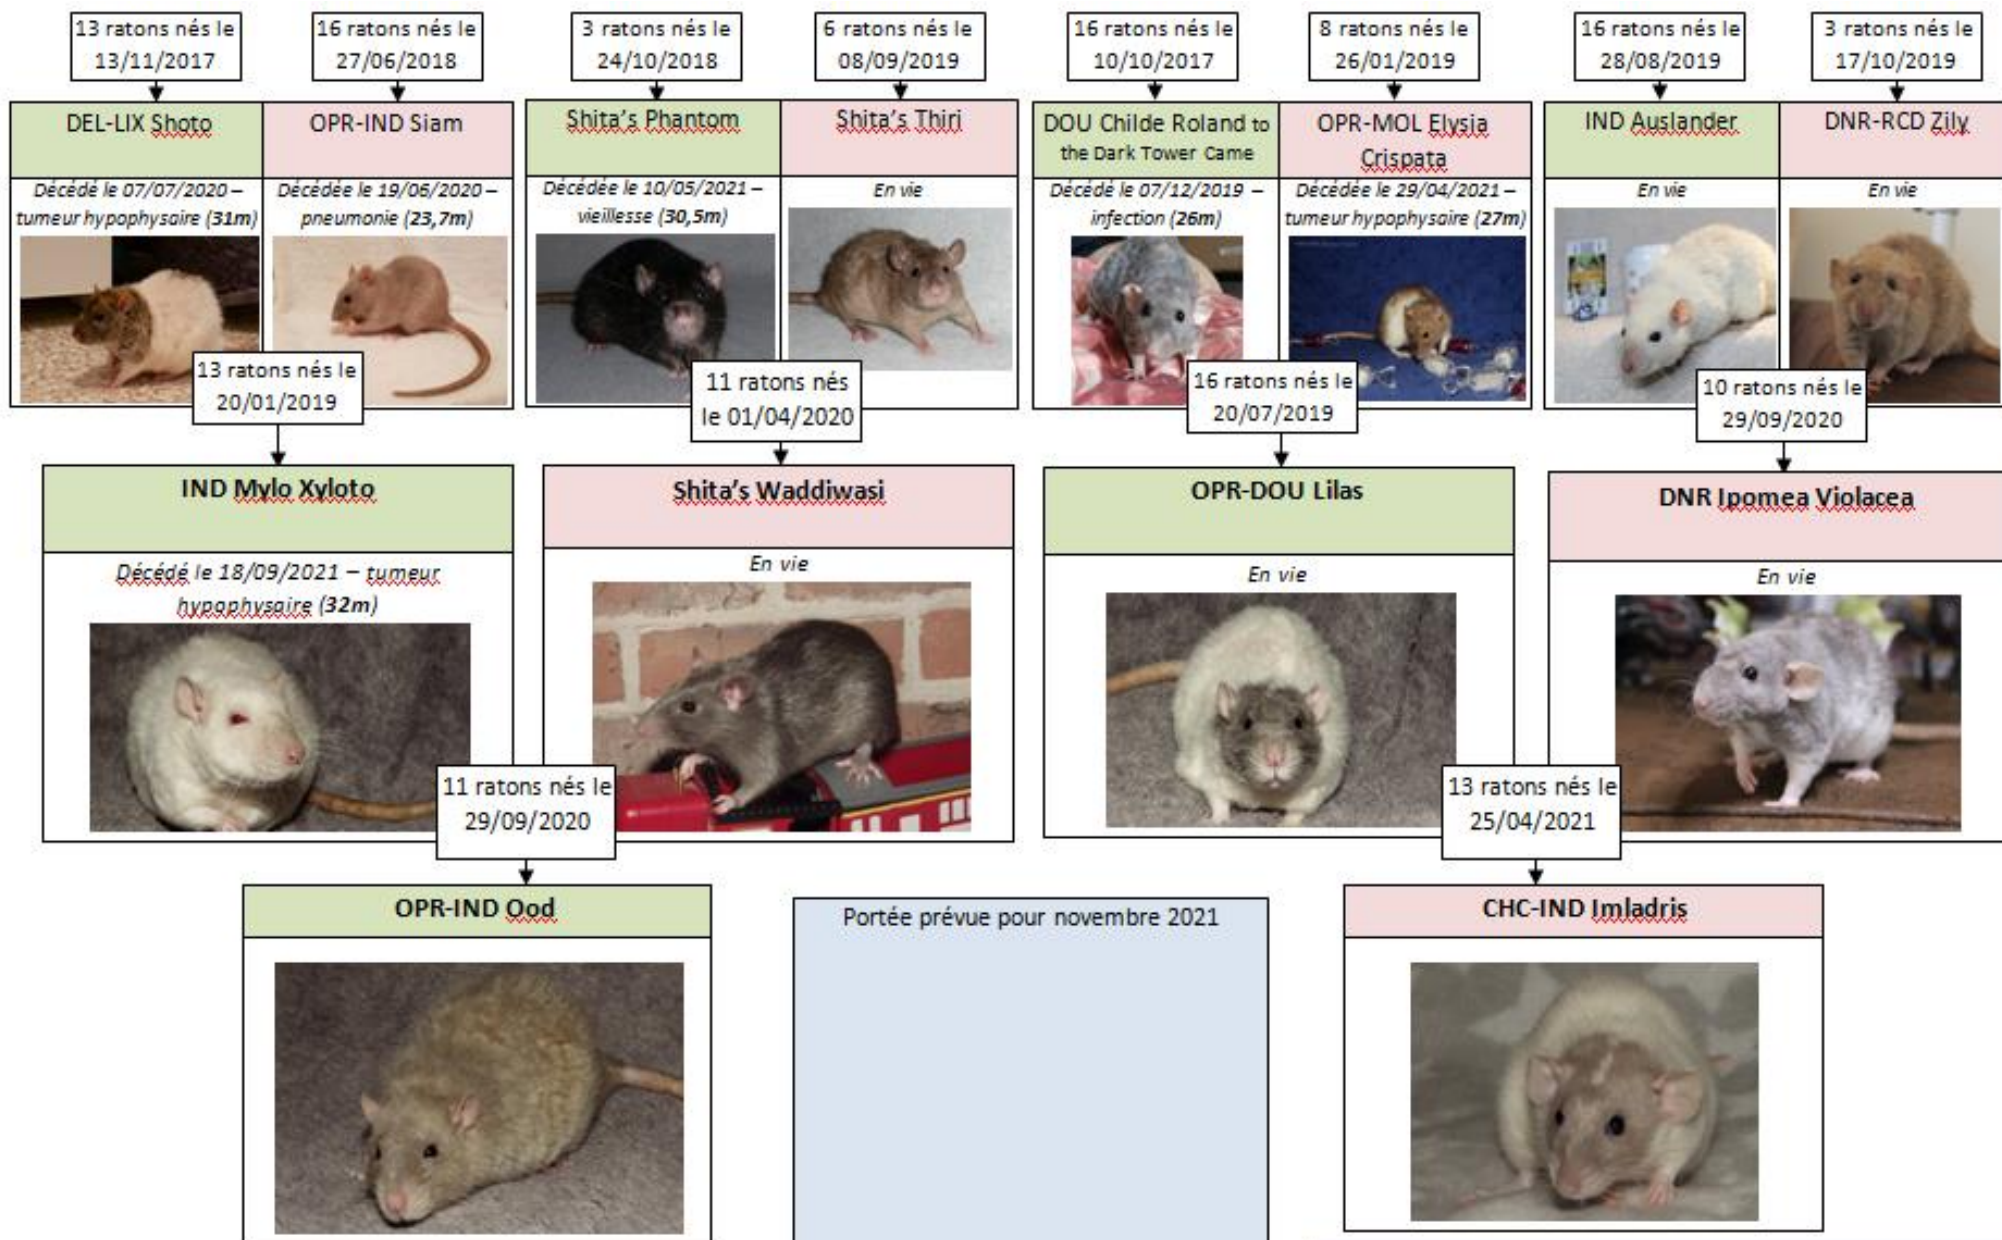 13 ratons nés le
13/11/2017
16 ratons nés le
27/06/2018
3 ratons nés le
24/10/2018
6 ratons nés le
08/09/2019
16 ratons nés le
10/10/2017
8 ratons nés le
26/01/2019
16 ratons nés le
28/08/2019
3 ratons nés le
17/10/2019
DEL-LIX Shoto
Décédé le 07/07/2020 –
tumeur hypophysaire (31m)
OPR-IND Siam
Décédée le 19/06/2020 –
pneumonie (23,7m)
Shita's Phantom
Décédée le 10/05/2021 –
vieillesse (30,5m)
Shita's Thiri
En vie
DOU Childe Roland to
the Dark Tower Came
Décédé le 07/12/2019 –
infection (26m)
OPR-MOL Elysia
Crispata
Décédée le 29/04/2021 –
tumeur hypophysaire (27m)
IND Auslander
En vie
DNR-RCD Zily
En vie
13 ratons nés le
20/01/2019
11 ratons nés
le 01/04/2020
16 ratons nés le
20/07/2019
10 ratons nés le
29/09/2020
IND Mylo Xyloto
Décédé le 18/09/2021 – tumeur
hypophysaire (32m)
Shita's Waddiwasi
En vie
OPR-DOU Lilas
En vie
DNR Ipomea Violacea
En vie
11 ratons nés le
29/09/2020
13 ratons nés le
25/04/2021
OPR-IND Ood
Portée prévue pour novembre 2021
CHC-IND Imladris